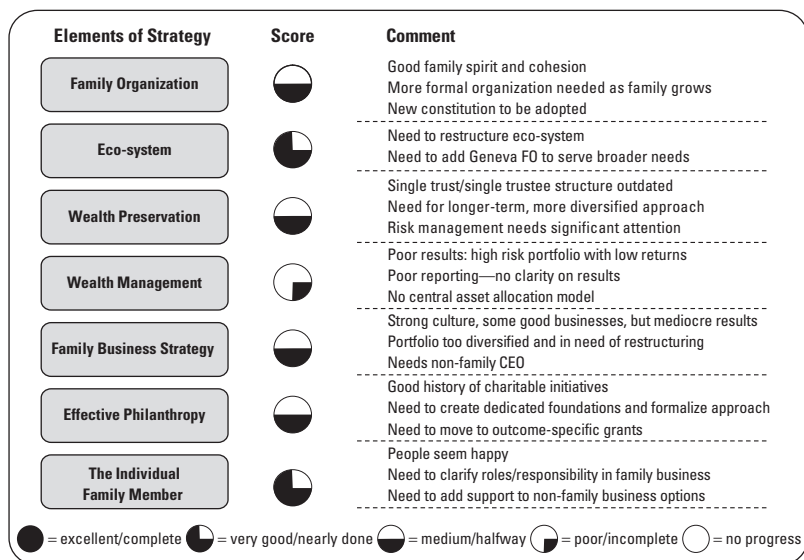 Elements of Strategy Score Comment
Family Organization
Good family spirit and cohesion
More formal organization needed as family grows
New constitution to be adopted
Eco-system
Need to restructure eco-system
Need to add Geneva FO to serve broader needs
Wealth Preservation
Single trust/single trustee structure outdated
Need for longer-term, more diversified approach
Risk management needs significant attention
Wealth Management
Poor results: high risk portfolio with low returns
Poor reporting—no clarity on results
No central asset allocation model
Family Business Strategy
Strong culture, some good businesses, but mediocre results
Portfolio too diversified and in need of restructuring
Needs non-family CEO
Effective Philanthropy
Good history of charitable initiatives
Need to create dedicated foundations and formalize approach
Need to move to outcome-specific grants
The Individual
Family Member
People seem happy
Need to clarify roles/responsibility in family business
Need to add support to non-family business options
= excellent/complete = very good/nearly done = medium/halfway = poor/incomplete = no progress